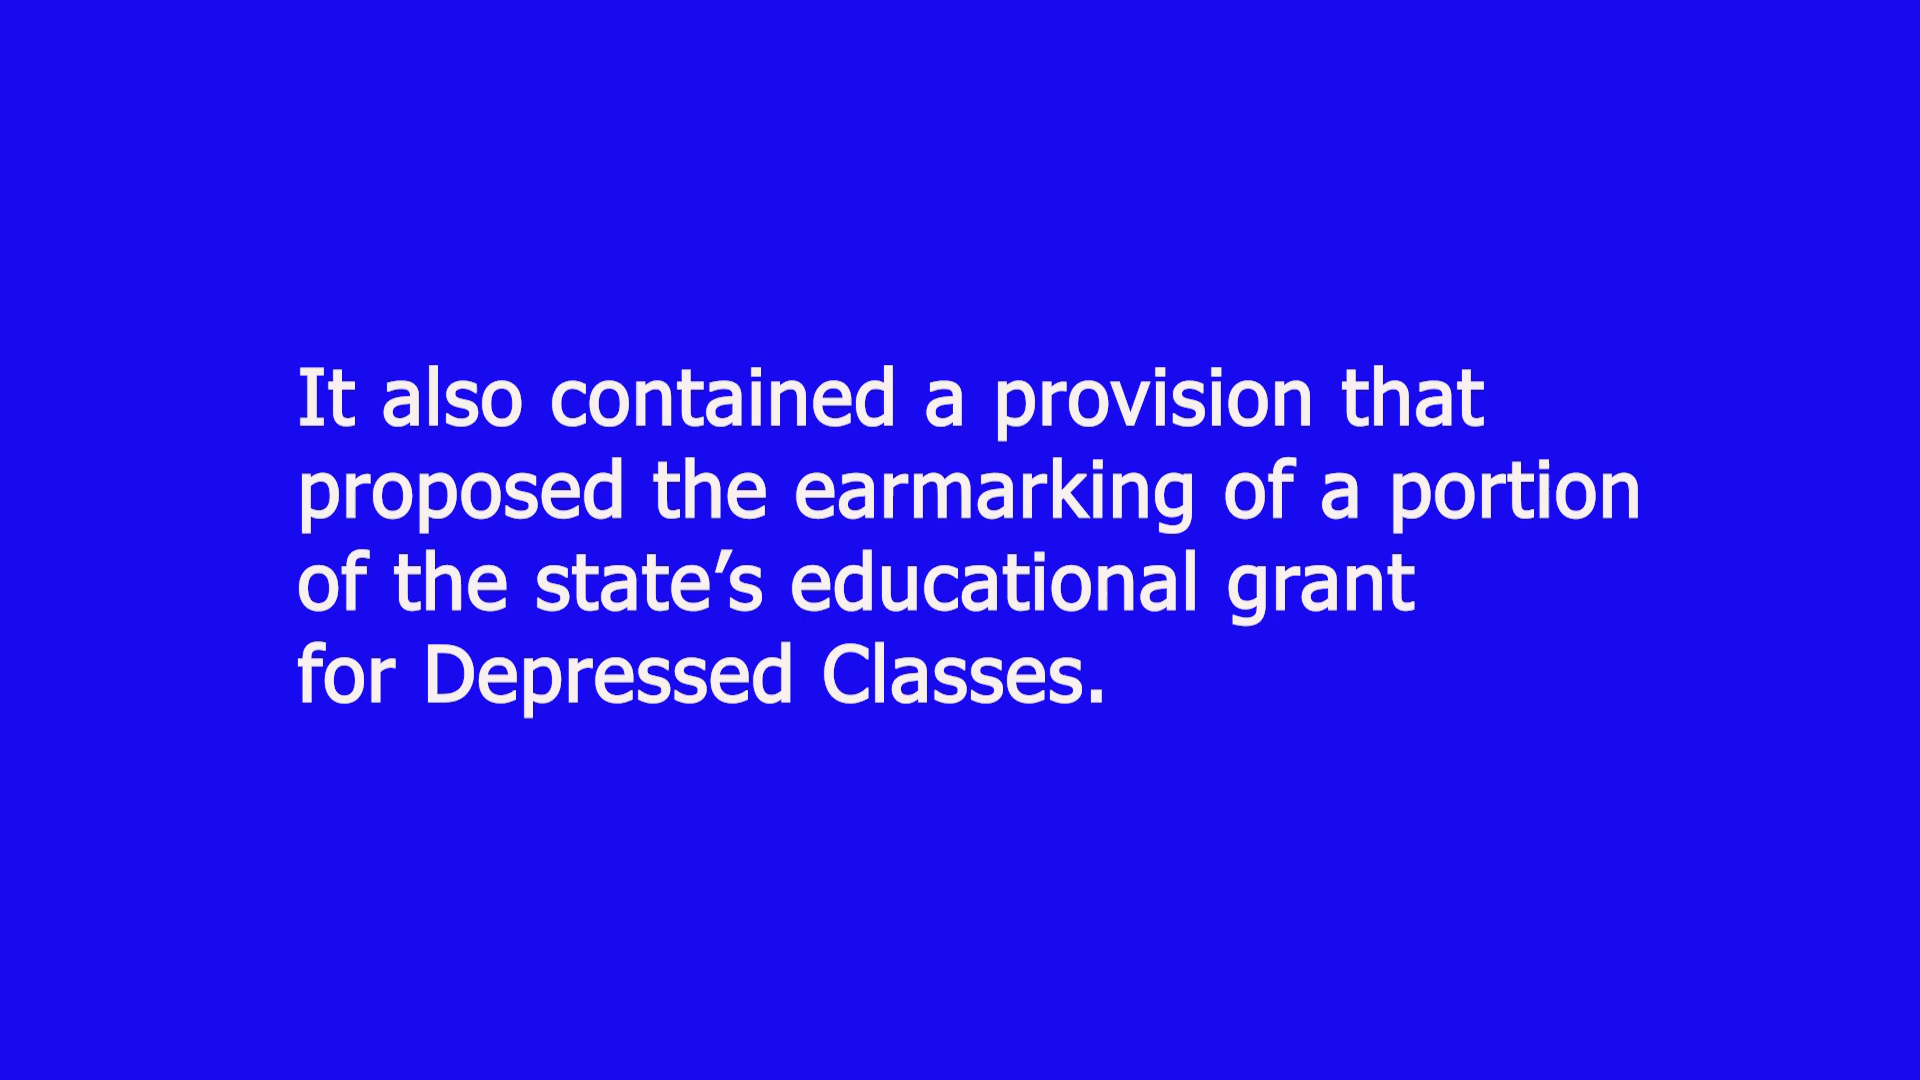 It also contained a provision that
proposed the earmarking of a portion
of the state’s educational grant
for Depressed Classes.